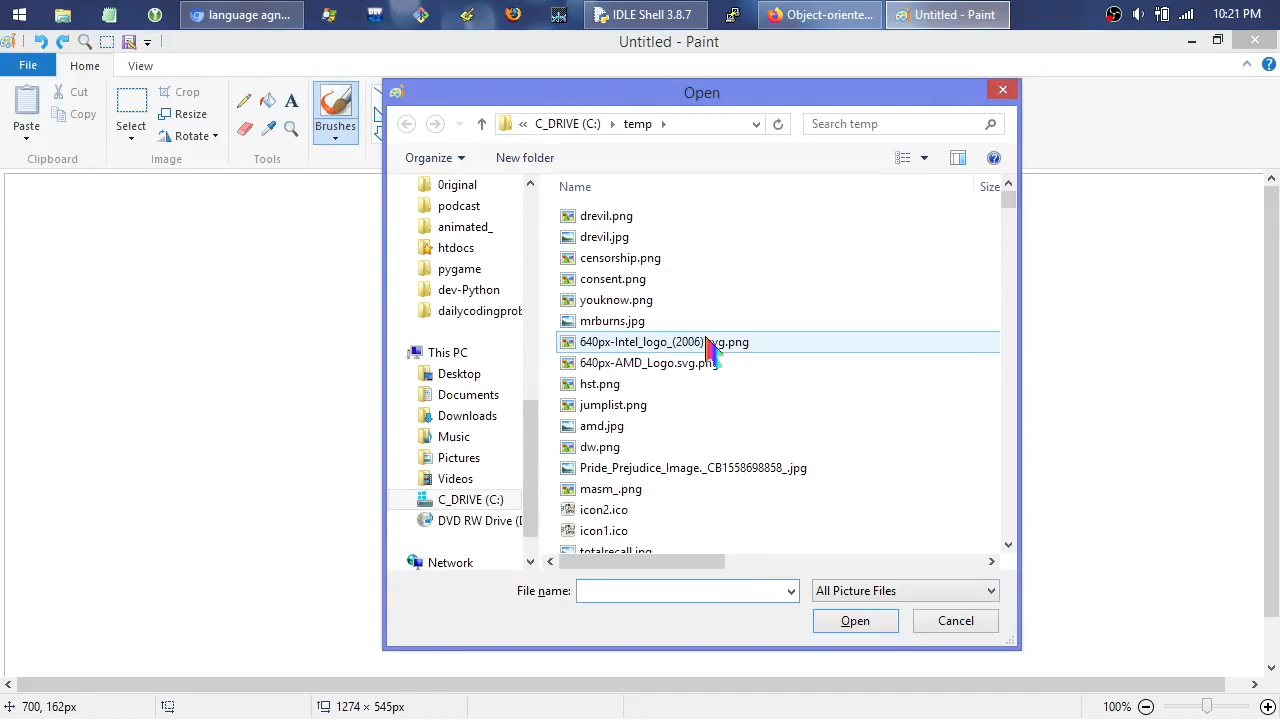 language agn...
IDLE Shell 3.8.7
Object-oriente...
Untitled - Paint
10:21 PM
Untitled - Paint
File
Home
View
Paste
Cut
Copy
Clipboard
Select
Crop
Resize
Rotate
Image
Tools
Brushes
Open
« C_DRIVE (C:)
temp
Search temp
Organize
New folder
0riginal
podcast
animated_
htdocs
pygame
dev-Python
dailycodingprob
This PC
Desktop
Documents
Downloads
Music
Pictures
Videos
C_DRIVE (C:)
DVD RW Drive (D
Network
Name
Size
drevil.png
drevil.jpg
censorship.png
consent.png
youknow.png
mrburns.jpg
640px-Intel_logo_(2006).svg.png
640px-AMD_Logo.svg.png
hst.png
jumplist.png
amd.jpg
dw.png
Pride_Prejudice_Image._CB1558698858_.jpg
masm_.png
icon2.ico
icon1.ico
totalrecall.jpg
File name:
All Picture Files
Open
Cancel
700, 162px
1274 × 545px
100%